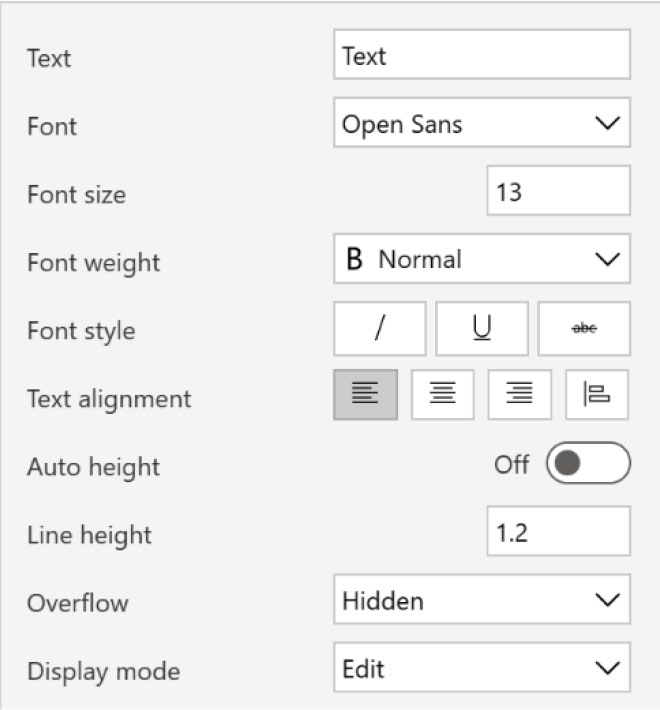 Text Text
Font Open Sans
Font size 13
Font weight B Normal
Font style / U abc
Text alignment
Auto height Off
Line height 1.2
Overflow Hidden
Display mode Edit